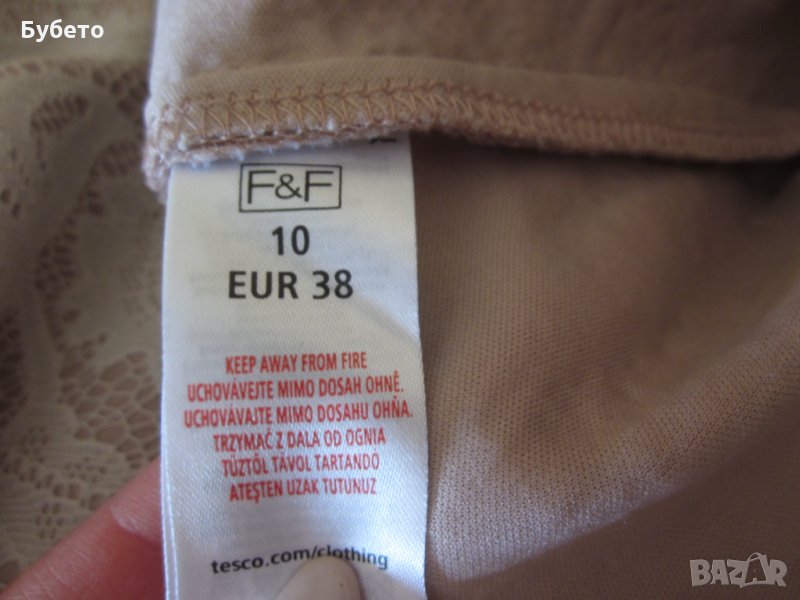 Бубето
F&F
10
EUR 38
KEEP AWAY FROM FIRE
UCHOVÁVEJTE MIMO DOSAH OHNĚ.
UCHOVÁVAJTE MIMO DOSAHU OHŇA.
TRZYMAĆ Z DALA OD OGNIA
TŰZTŐL TÁVOL TARTANDO
ATEŞTEN UZAK TUTUNUZ
tesco.com/clothing
BAZAR